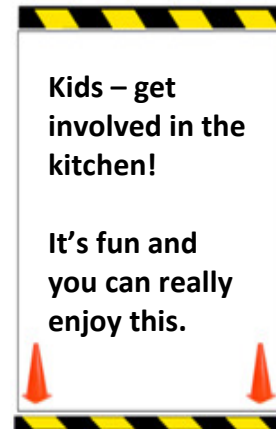 Kids – get
involved in the
kitchen!
It’s fun and
you can really
enjoy this.